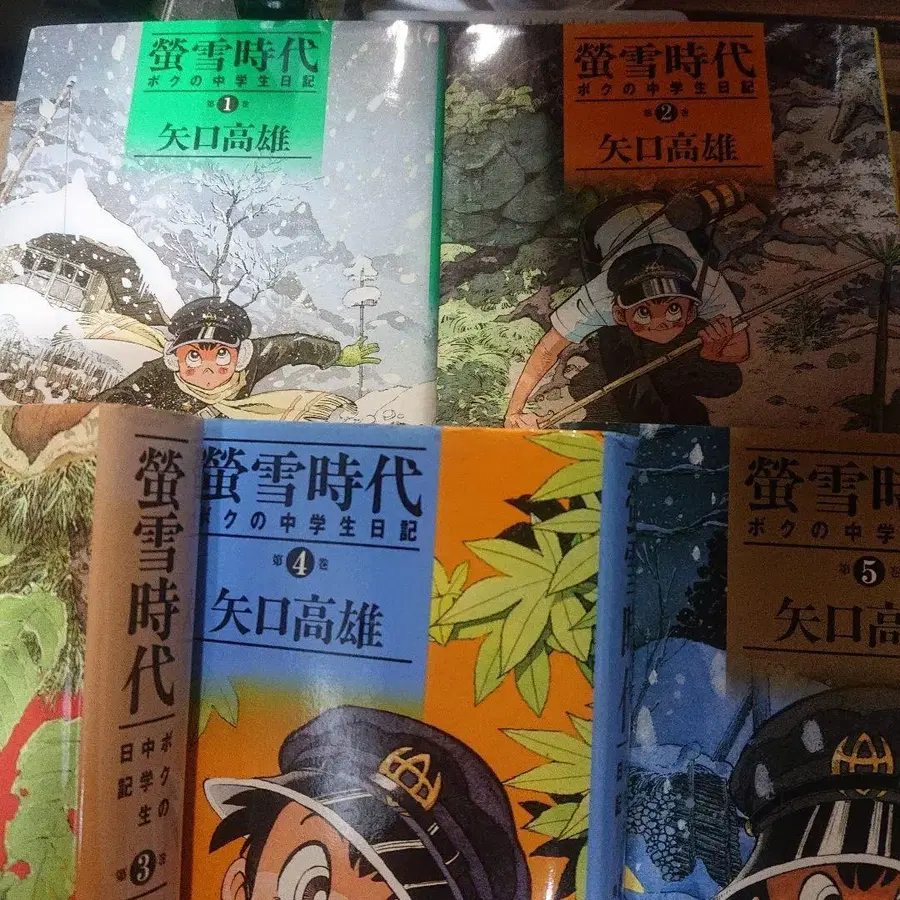 螢雪時代
ボクの中学生日記
第1巻
矢口高雄
螢雪時代
ボクの中学生日記
第2巻
矢口高雄
螢雪時代
ボクの中学生日記
第3巻
螢雪時代
ボクの中学生日記
第4巻
矢口高雄
螢雪時
ボクの中学生
第5巻
矢口高